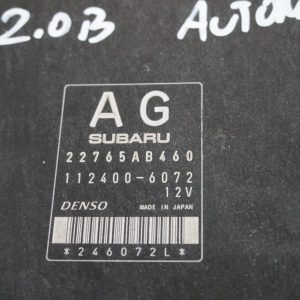 2.0B AUTOM
AG
SUBARU
22765AB460
112400-6072
12V
DENSO MADE IN JAPAN
*246072L*